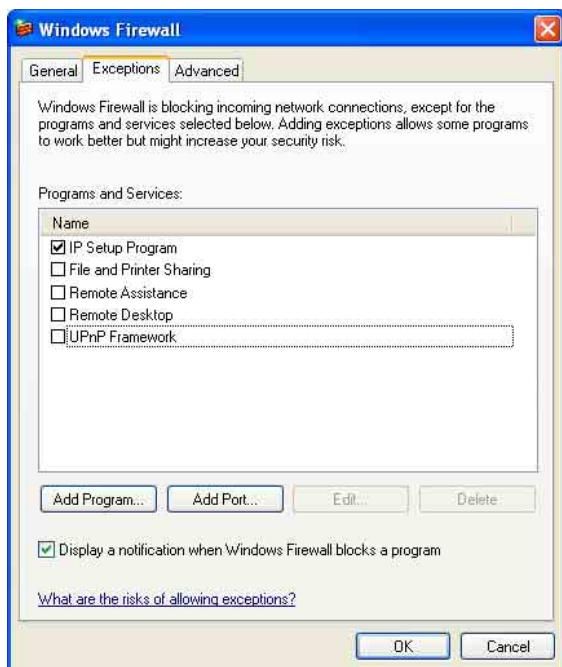 Windows Firewall
General Exceptions Advanced
Windows Firewall is blocking incoming network connections, except for the
programs and services selected below. Adding exceptions allows some programs
to work better but might increase your security risk.
Programs and Services:
Name
IP Setup Program
File and Printer Sharing
Remote Assistance
Remote Desktop
UPnP Framework
Add Program... Add Port... Edit... Delete
Display a notification when Windows Firewall blocks a program
What are the risks of allowing exceptions?
OK Cancel